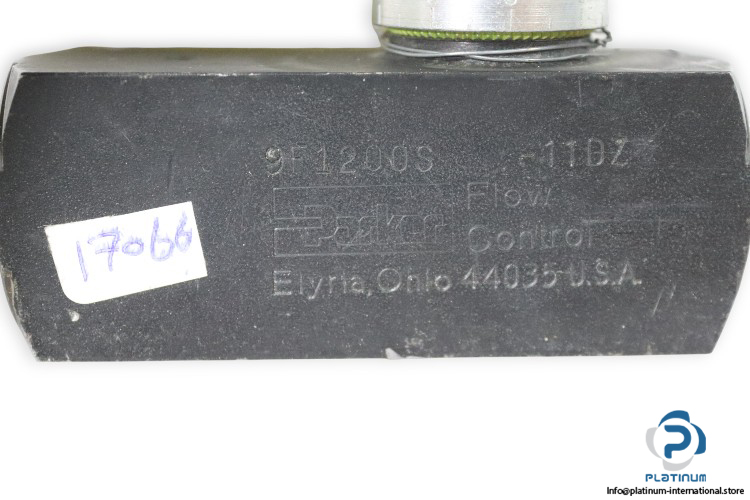 9F1200S -11DZ
Parker
Flow
Control
Elyria, Ohio 44035 U.S.A.
17066
PLATINUM
Info@platinum-international.store